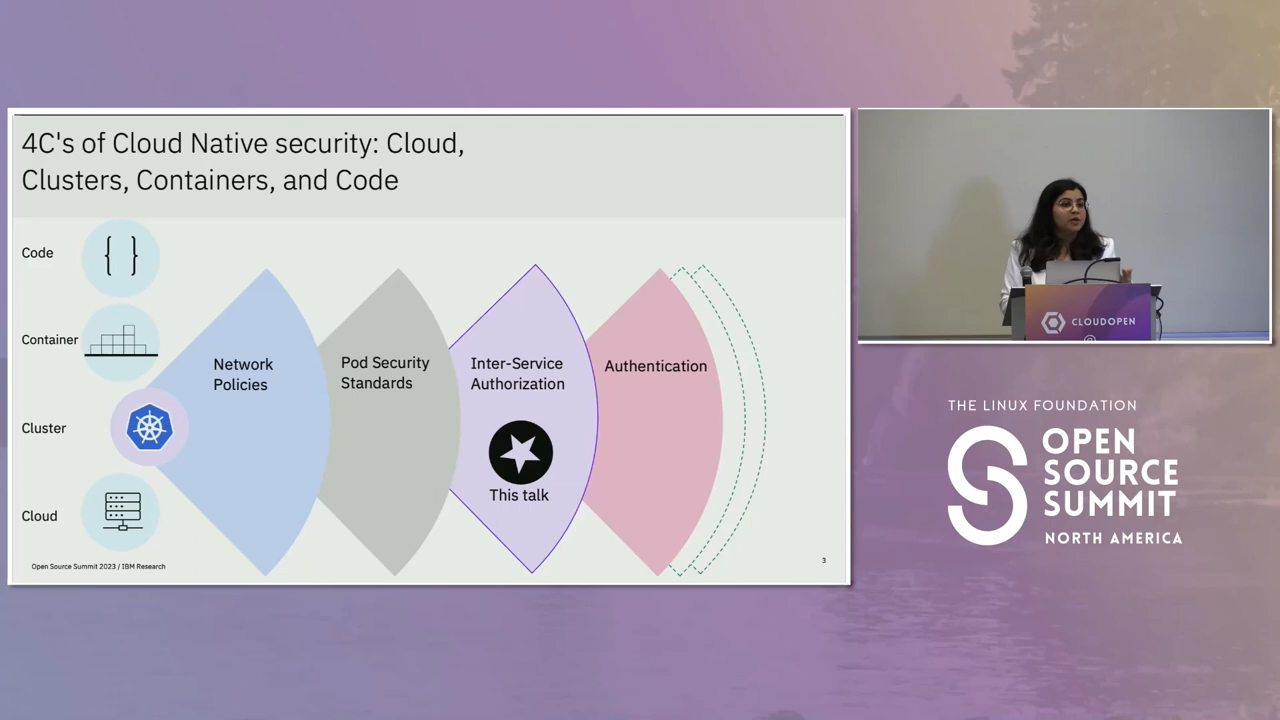 4C's of Cloud Native security: Cloud,
Clusters, Containers, and Code
Code
Container
Cluster
Cloud
Network
Policies
Pod Security
Standards
Inter-Service
Authorization
This talk
Authentication
Open Source Summit 2023 / IBM Research
3
CLOUDOPEN
THE LINUX FOUNDATION
OPEN
SOURCE
SUMMIT
NORTH AMERICA